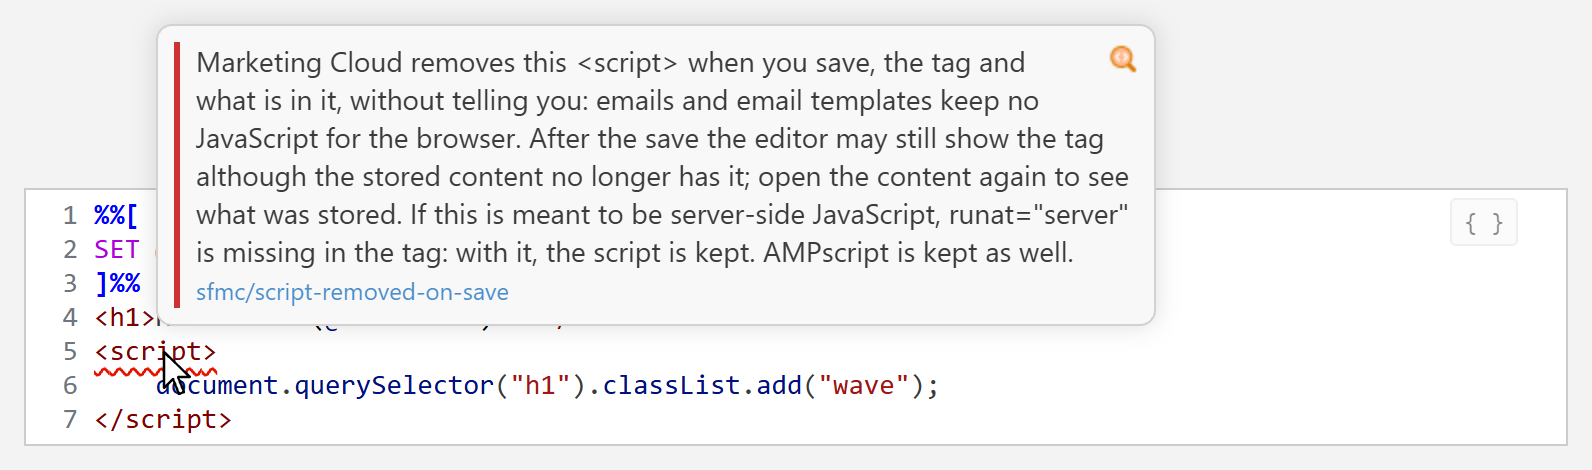 Marketing Cloud removes this <script> when you save, the tag and
what is in it, without telling you: emails and email templates keep no
JavaScript for the browser. After the save the editor may still show the tag
although the stored content no longer has it; open the content again to see
what was stored. If this is meant to be server-side JavaScript, runat="server"
is missing in the tag: with it, the script is kept. AMPscript is kept as well.
sfmc/script-removed-on-save
1 %%[
{ }
2 SET
3 ]%%
4 <h1>
5 <script>
6 document.querySelector("h1").classList.add("wave");
7 </script>